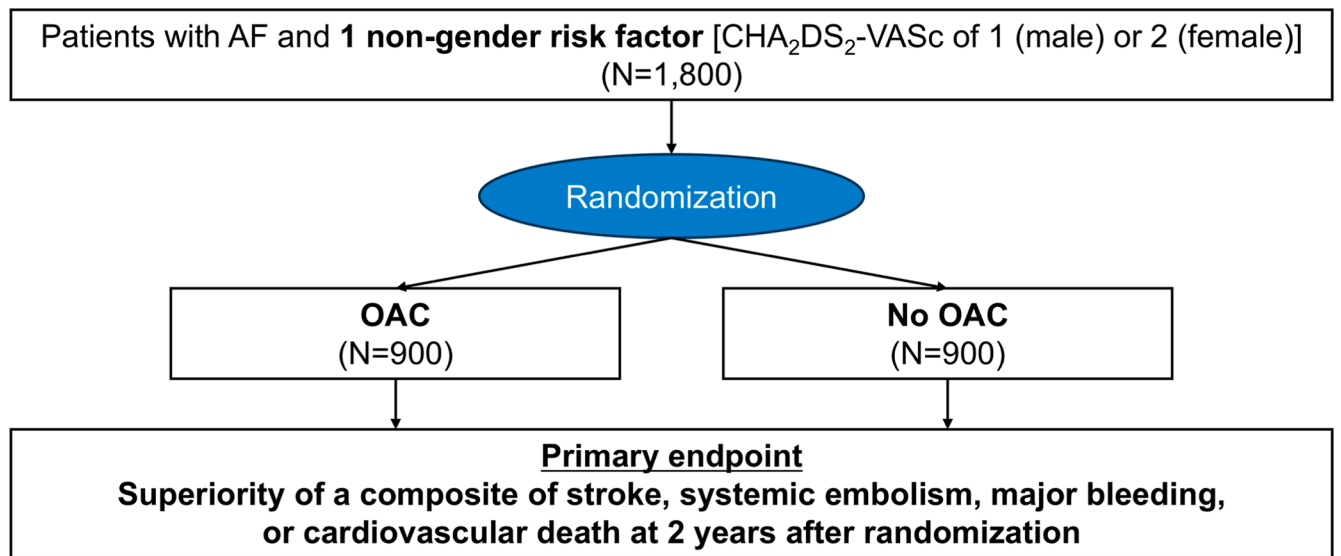 Patients with AF and 1 non-gender risk factor [CHA₂DS₂-VASc of 1 (male) or 2 (female)]
(N=1,800)
Randomization
OAC
(N=900)
No OAC
(N=900)
Primary endpoint
Superiority of a composite of stroke, systemic embolism, major bleeding,
or cardiovascular death at 2 years after randomization